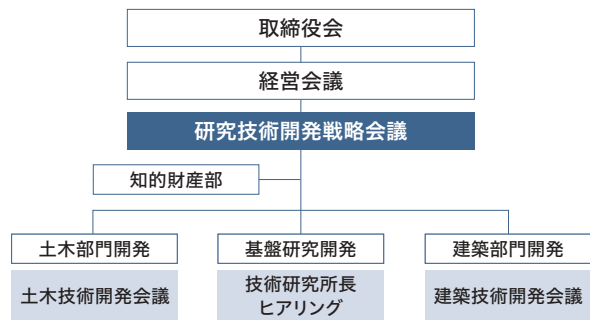 取締役会
経営会議
研究技術開発戦略会議
知的財産部
土木部門開発
基盤研究開発
建築部門開発
土木技術開発会議
技術研究所長
ヒアリング
建築技術開発会議